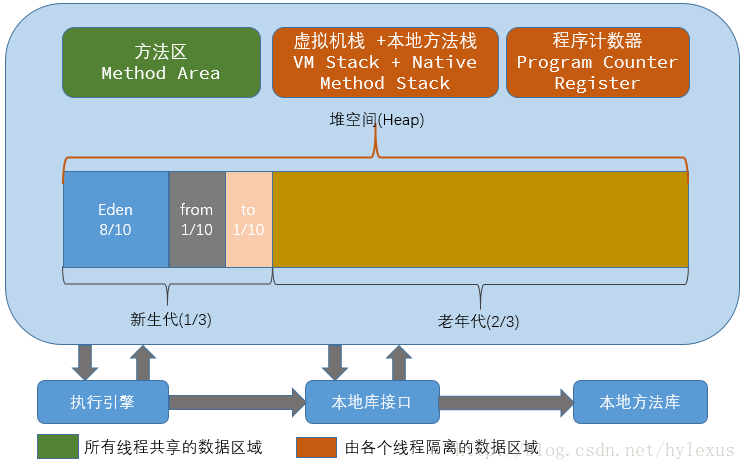 方法区
Method Area
虚拟机栈 +本地方法栈
VM Stack + Native
Method Stack
程序计数器
Program Counter
Register
堆空间(Heap)
Eden
8/10
from
1/10
to
1/10
新生代(1/3)
老年代(2/3)
执行引擎
本地库接口
本地方法库
所有线程共享的数据区域
由各个线程隔离的数据区域
http://blog.csdn.net/hylexus